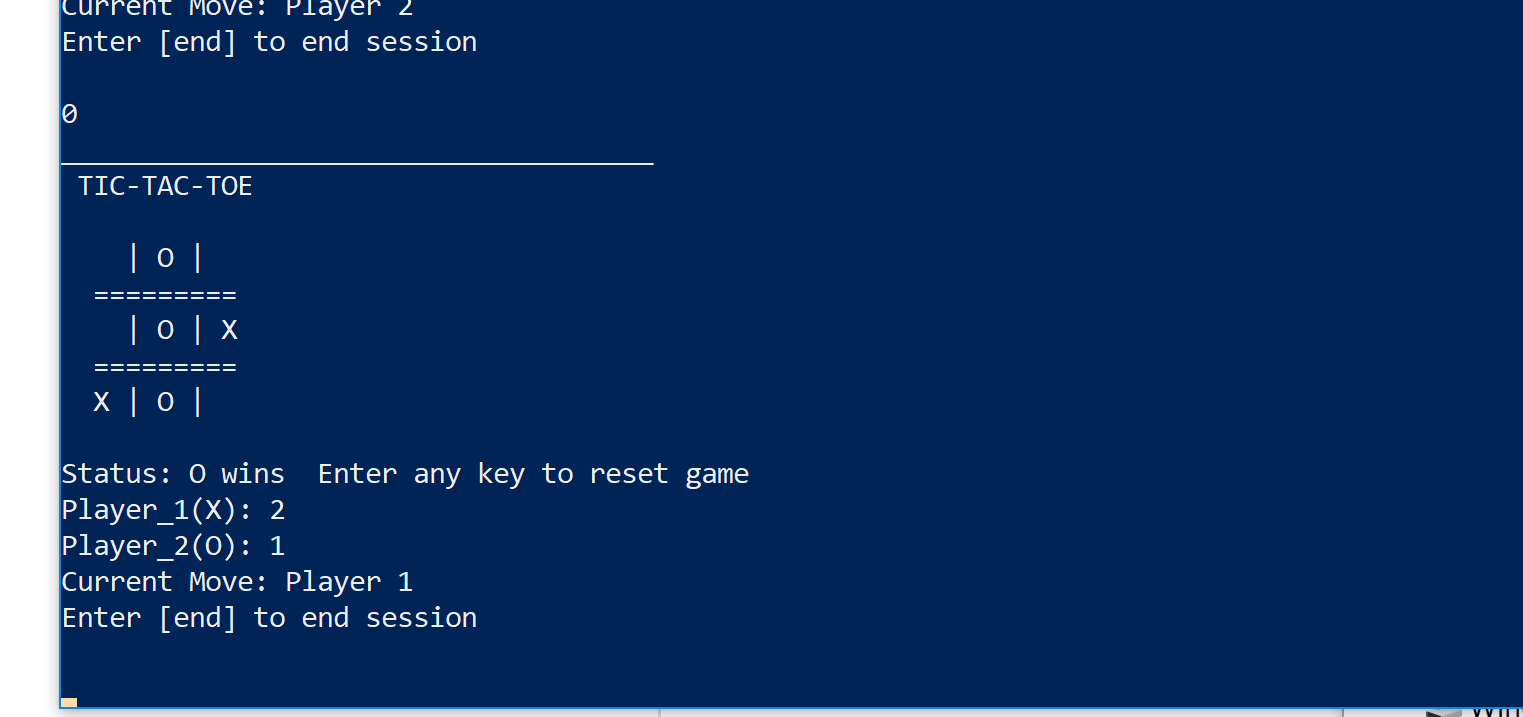 Current Move: Player 2
Enter [end] to end session
0
TIC-TAC-TOE
| O |
=========
| O | X
=========
X | O |
Status: O wins  Enter any key to reset game
Player_1(X): 2
Player_2(O): 1
Current Move: Player 1
Enter [end] to end session